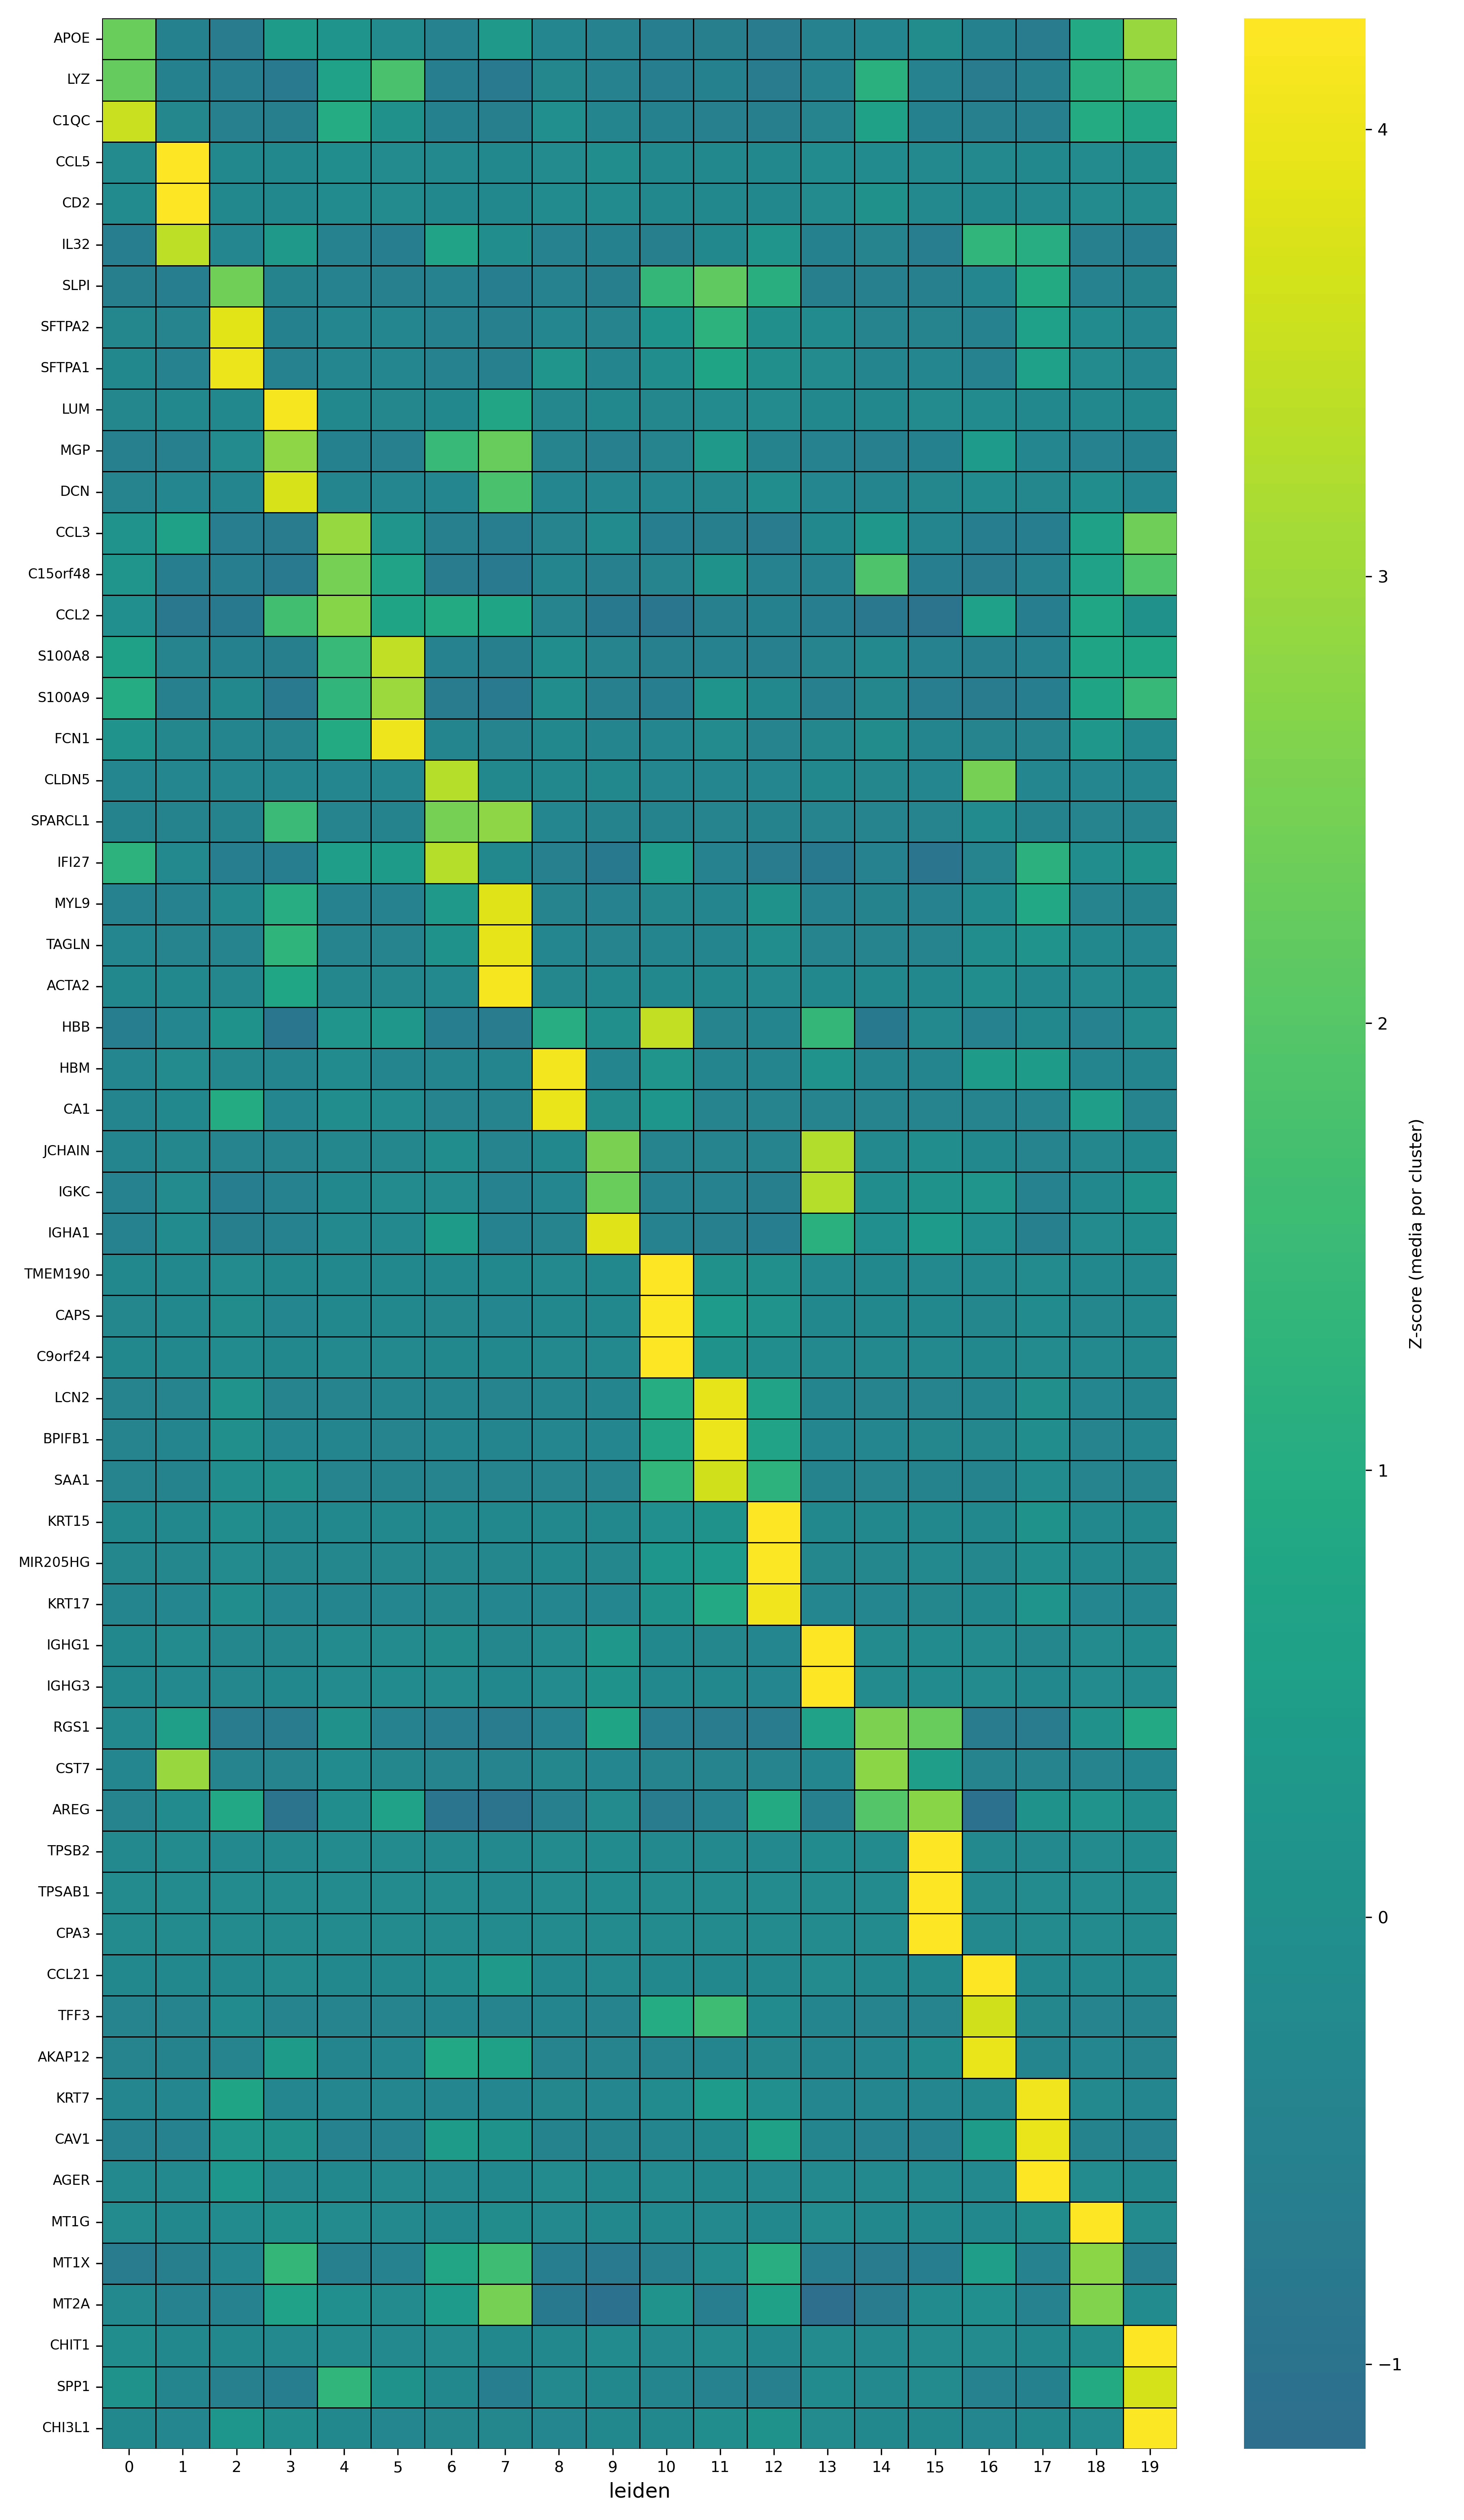 APOE
LYZ
C1QC
CCL5
CD2
IL32
SLPI
SFTPA2
SFTPA1
LUM
MGP
DCN
CCL3
C15orf48
CCL2
S100A8
S100A9
FCN1
CLDN5
SPARCL1
IFI27
MYL9
TAGLN
ACTA2
HBB
HBM
CA1
JCHAIN
IGKC
IGHA1
TMEM190
CAPS
C9orf24
LCN2
BPIFB1
SAA1
KRT15
MIR205HG
KRT17
IGHG1
IGHG3
RGS1
CST7
AREG
TPSB2
TPSAB1
CPA3
CCL21
TFF3
AKAP12
KRT7
CAV1
AGER
MT1G
MT1X
MT2A
CHIT1
SPP1
CHI3L1
0 1 2 3 4 5 6 7 8 9 10 11 12 13 14 15 16 17 18 19
leiden
4
3
2
1
0
−1
Z-score (media por cluster)